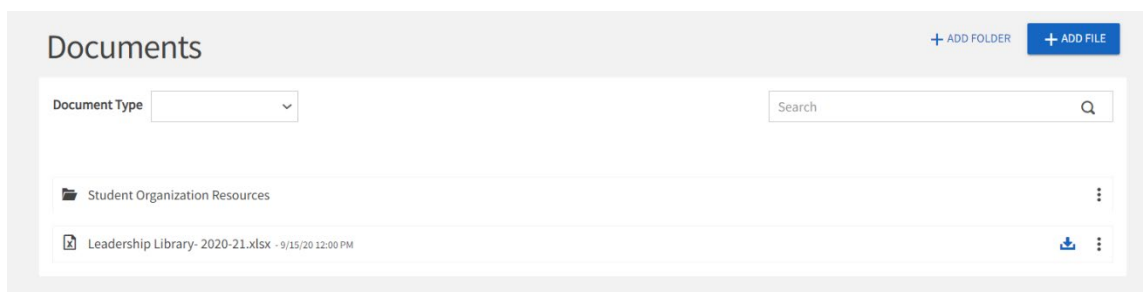 Documents
+ ADD FOLDER
+ ADD FILE
Document Type
Search
Student Organization Resources
Leadership Library- 2020-21.xlsx - 9/15/20 12:00 PM